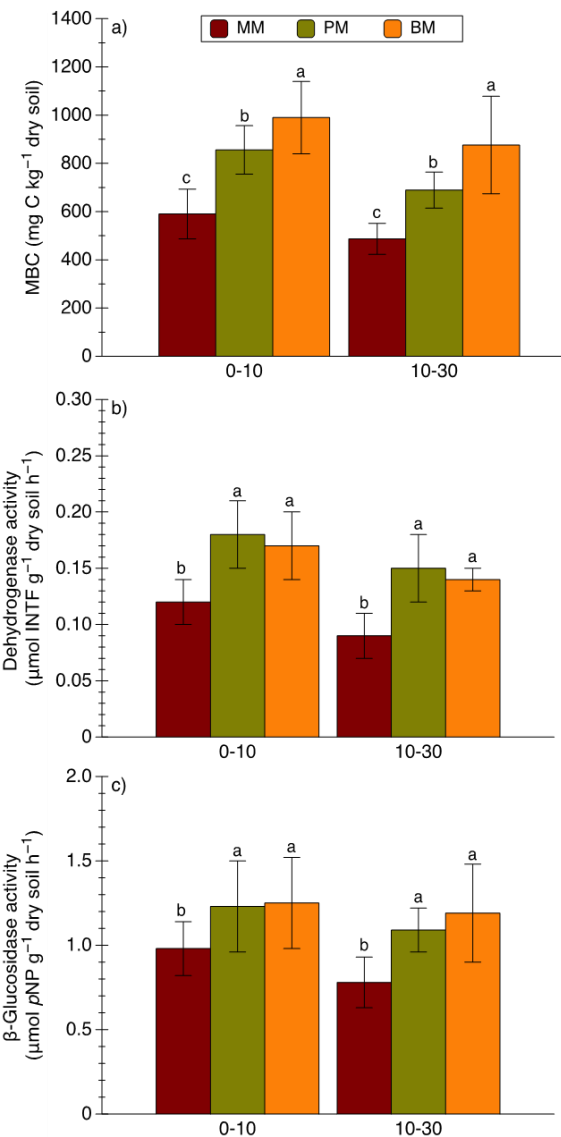 1400
a)
MM PM BM
1200
1000
800
600
400
200
0
MBC (mg C kg⁻¹ dry soil)
c
b
a
c
b
a
0-10
10-30
0.30
b)
0.25
0.20
0.15
0.10
0.05
0
Dehydrogenase activity
(μmol INTF g⁻¹ dry soil h⁻¹)
b
a
a
b
a
a
0-10
10-30
2.0
c)
1.5
1.0
0.5
0
β-Glucosidase activity
(μmol pNP g⁻¹ dry soil h⁻¹)
b
a
a
b
a
a
0-10
10-30